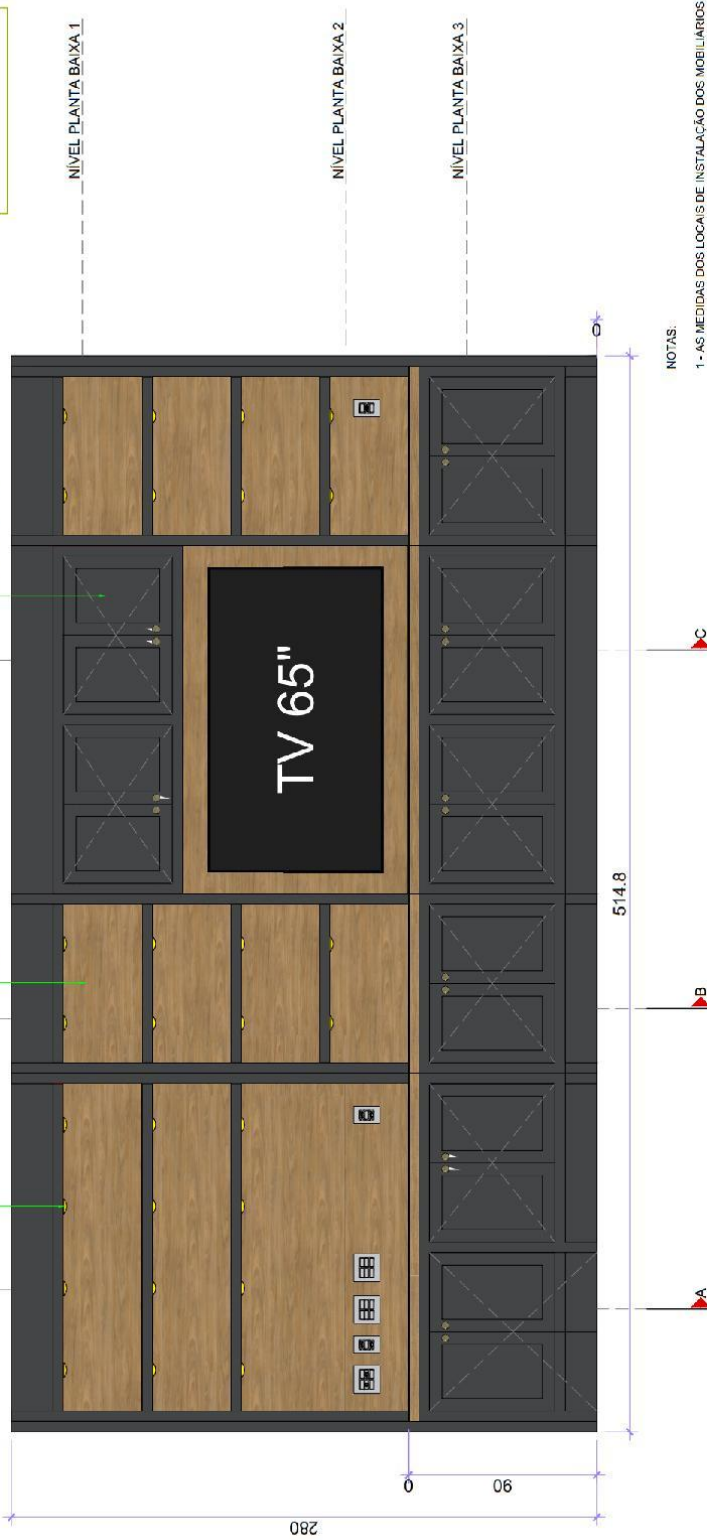 NÍVEL PLANTA BAIXA 1
NÍVEL PLANTA BAIXA 2
NÍVEL PLANTA BAIXA 3
TV 65"
280
0
90
514.8
0
A
B
C
NOTAS:
1 - AS MEDIDAS DOS LOCAIS DE INSTALAÇÃO DOS MOBILIÁRIOS